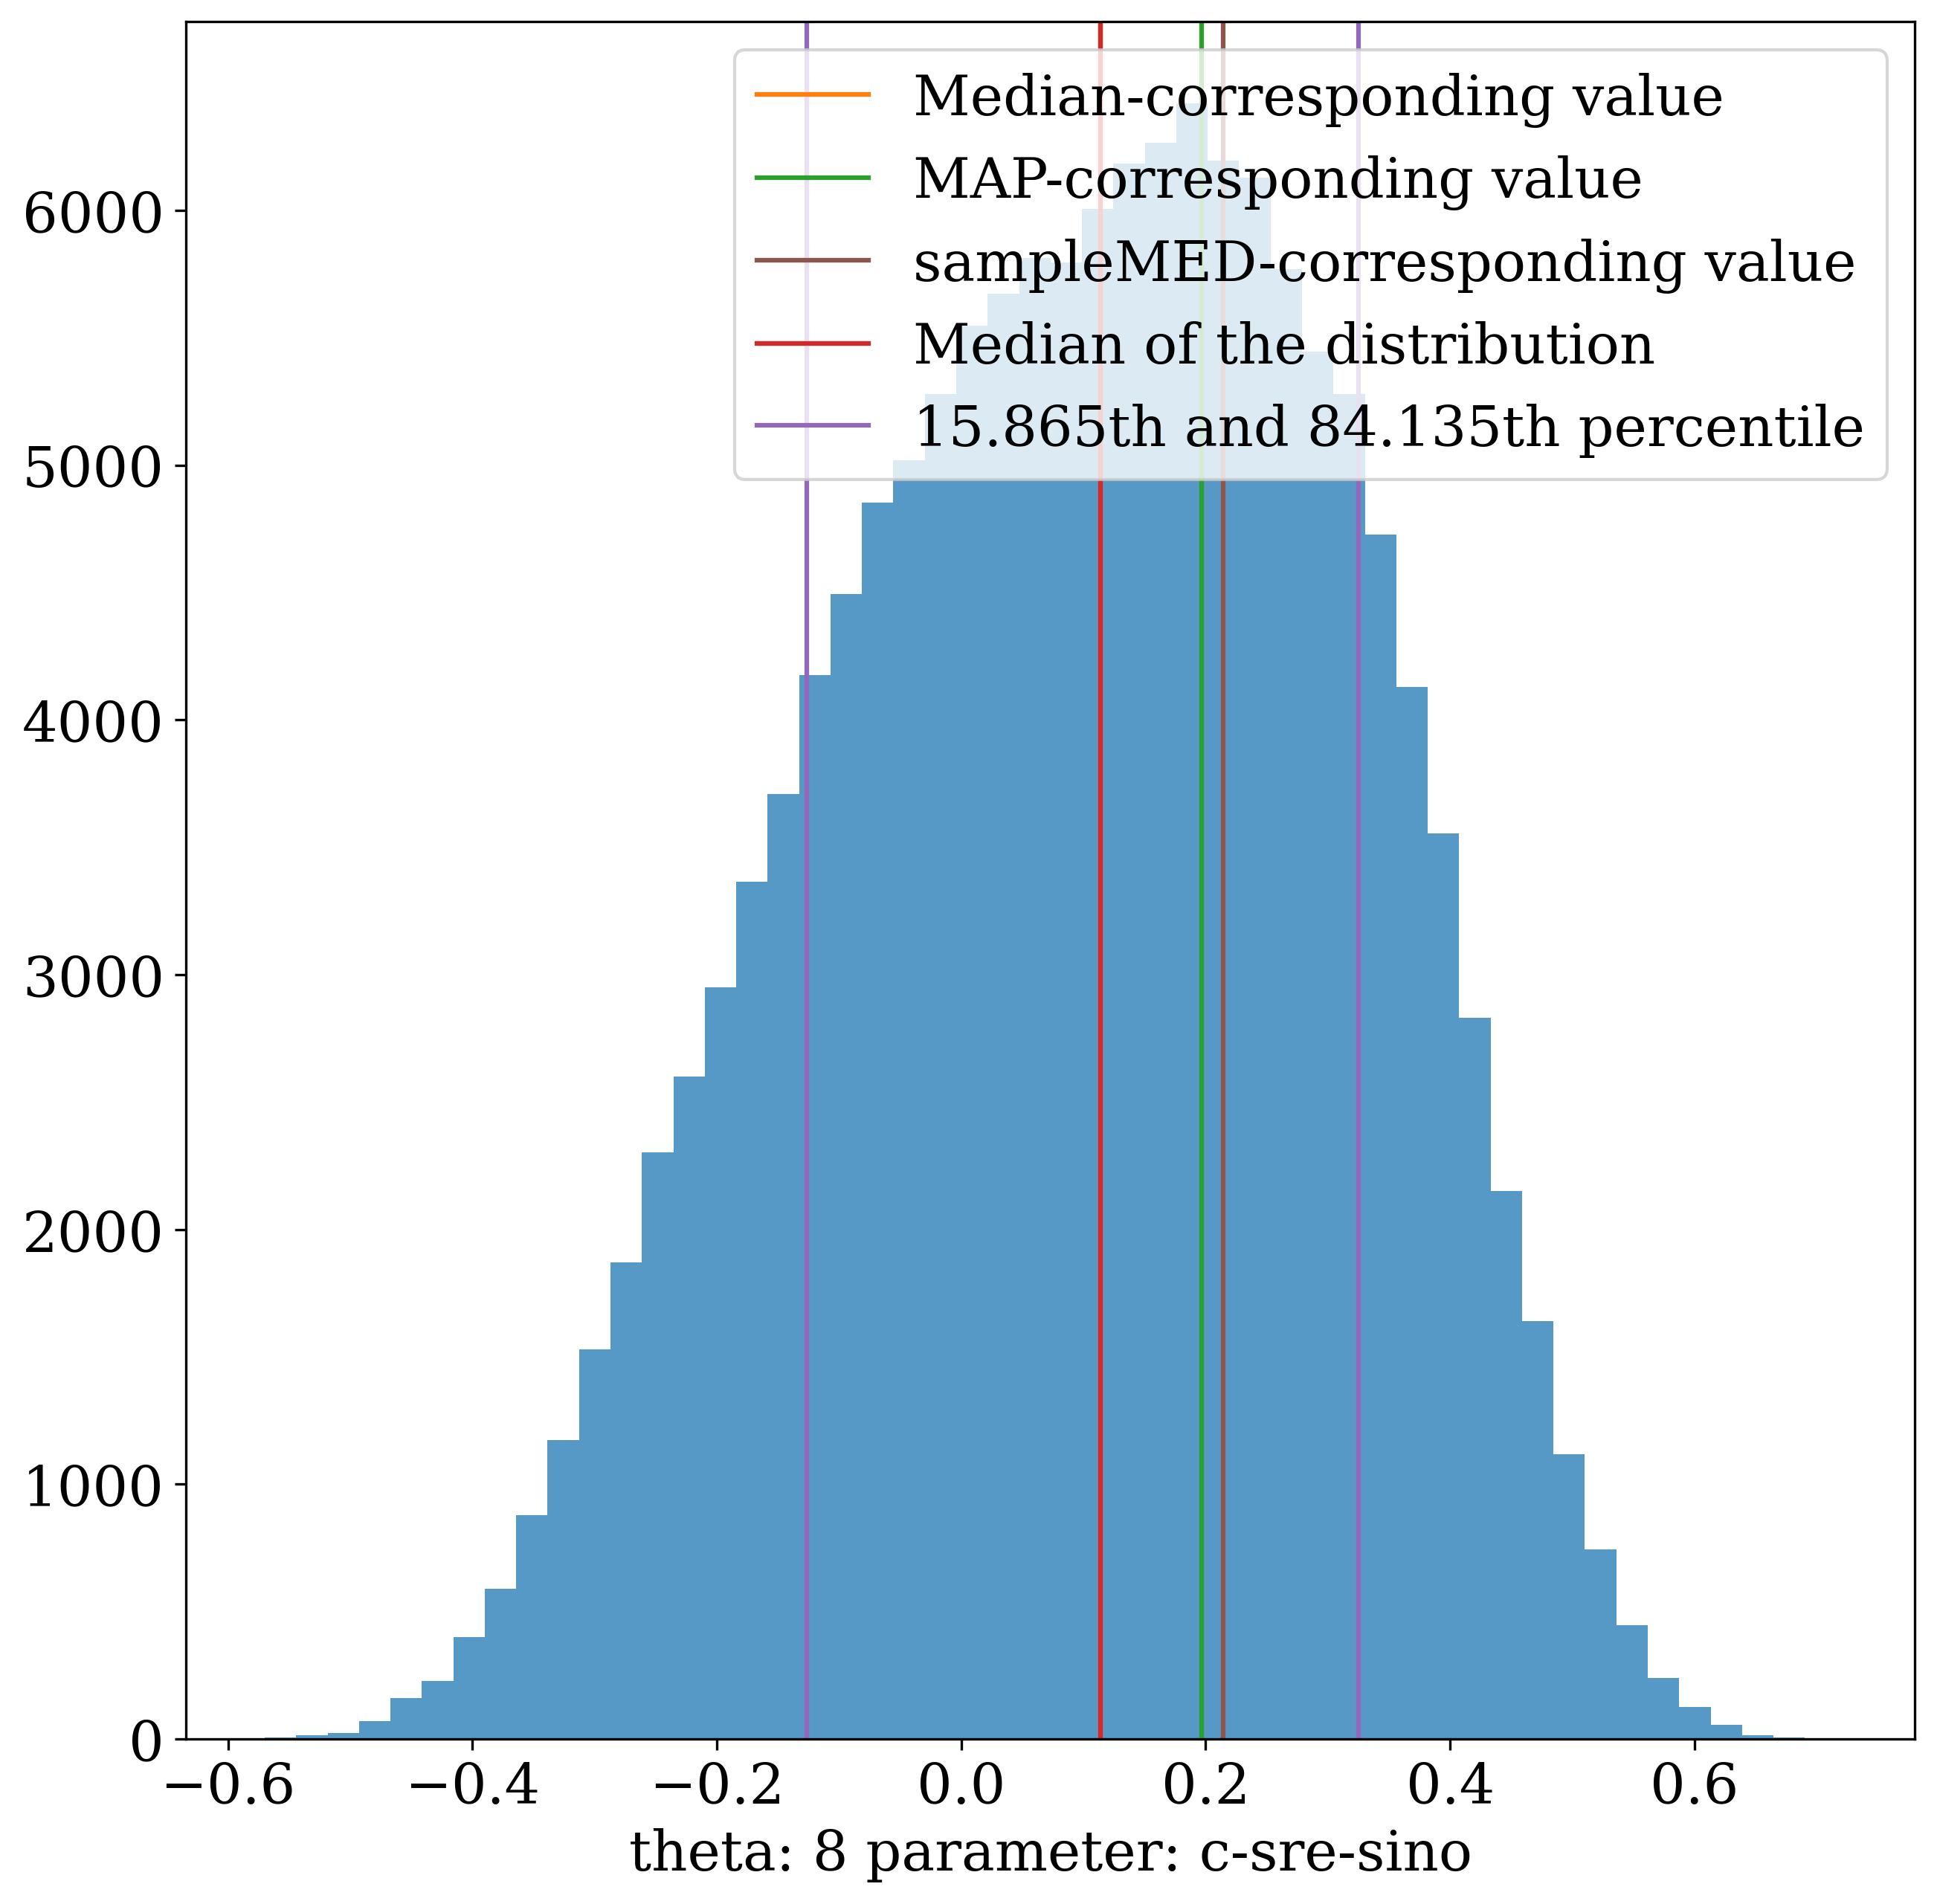 Median-corresponding value
MAP-corresponding value
sampleMED-corresponding value
Median of the distribution
15.865th and 84.135th percentile
6000
5000
4000
3000
2000
1000
0
−0.6 −0.4 −0.2 0.0 0.2 0.4 0.6
theta: 8 parameter: c-sre-sino